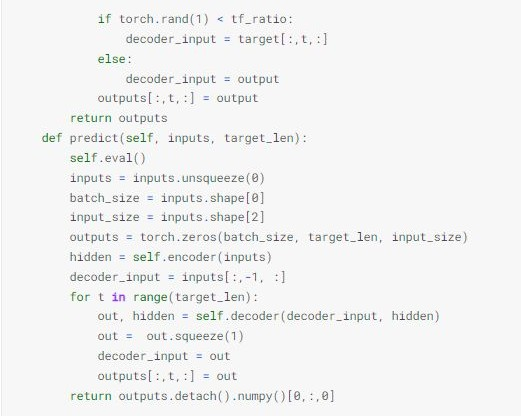 if torch.rand(1) < tf_ratio:
                decoder_input = target[:,t,:]
            else:
                decoder_input = output
            outputs[:,t,:] = output
        return outputs
    def predict(self, inputs, target_len):
        self.eval()
        inputs = inputs.unsqueeze(0)
        batch_size = inputs.shape[0]
        input_size = inputs.shape[2]
        outputs = torch.zeros(batch_size, target_len, input_size)
        hidden = self.encoder(inputs)
        decoder_input = inputs[:,-1, :]
        for t in range(target_len):
            out, hidden = self.decoder(decoder_input, hidden)
            out =  out.squeeze(1)
            decoder_input = out
            outputs[:,t,:] = out
        return outputs.detach().numpy()[0,:,0]